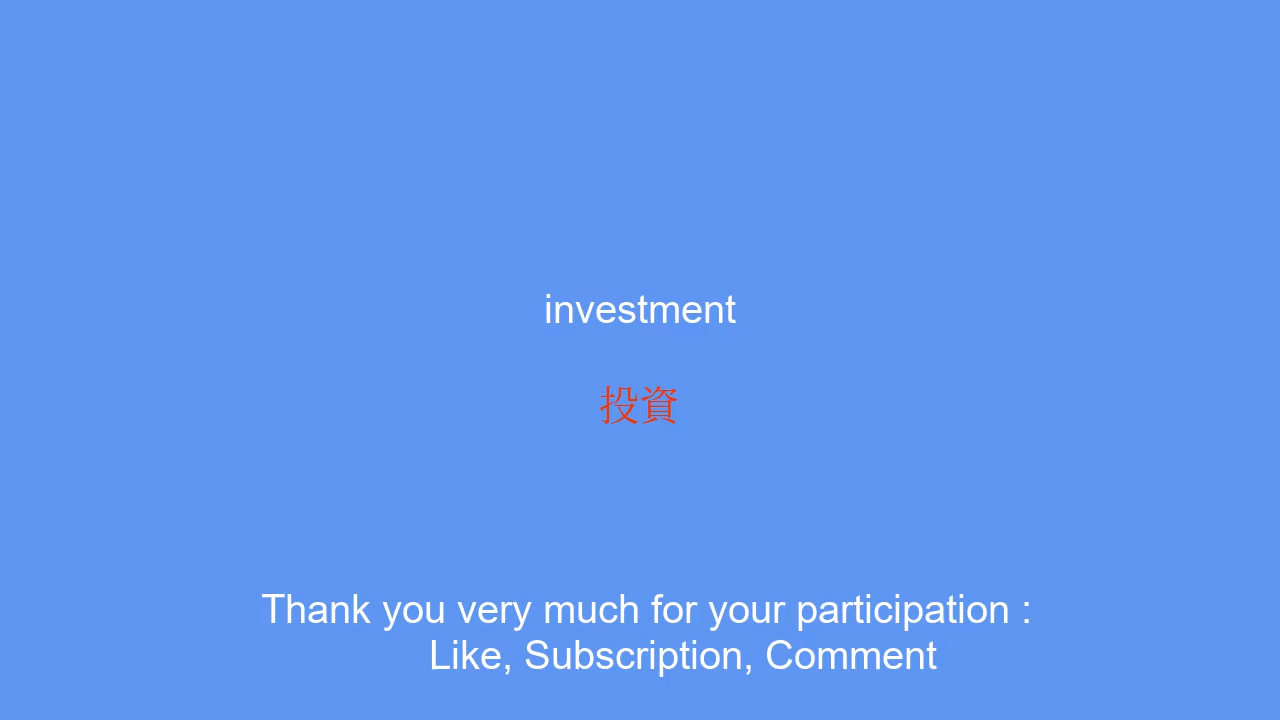 investment
投資
Thank you very much for your participation :
Like, Subscription, Comment